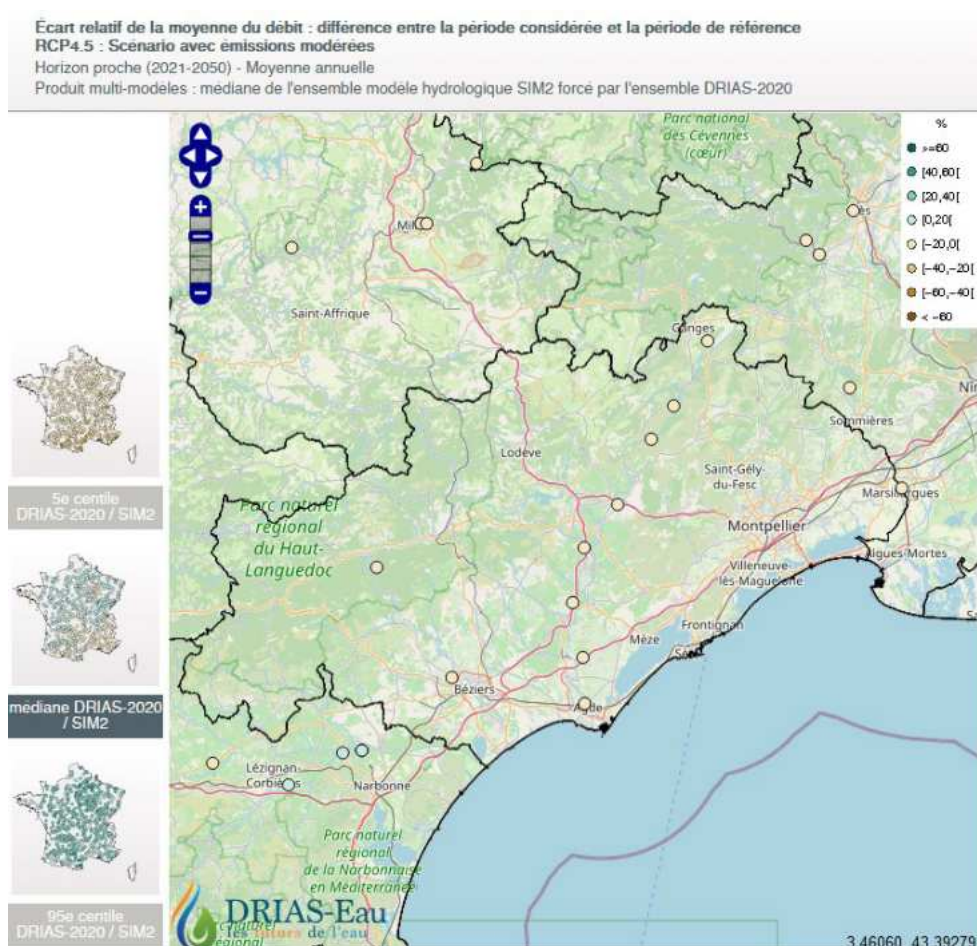 Écart relatif de la moyenne du débit : différence entre la période considérée et la période de référence
RCP4.5 : Scénario avec émissions modérées
Horizon proche (2021-2050) - Moyenne annuelle
Produit multi-modèles : médiane de l'ensemble modèle hydrologique SIM2 forcé par l'ensemble DRIAS-2020
Parc national
des Cévennes
(cœur)
%
>=60
[40,60[
[20,40[
[0,20[
[-20,0[
[-40,-20[
[-60,-40[
< -60
Saint-Affrique
Ganges
Sommières
Lodève
Saint-Gély-
du-Fesc
Parc naturel
régional
du Haut-
Languedoc
Montpellier
Aigues-Mortes
Villeneuve
-lès-Maguelone
Frontignan
Mèze
Béziers
Agde
Lézignan-
Corbières
Narbonne
Parc naturel
régional
de la Narbonnaise
en Méditerranée
5e centile
DRIAS-2020 / SIM2
médiane DRIAS-2020
/ SIM2
95e centile
DRIAS-2020 / SIM2
DRIAS-Eau
les futurs de l'eau
3.46060, 43.39279